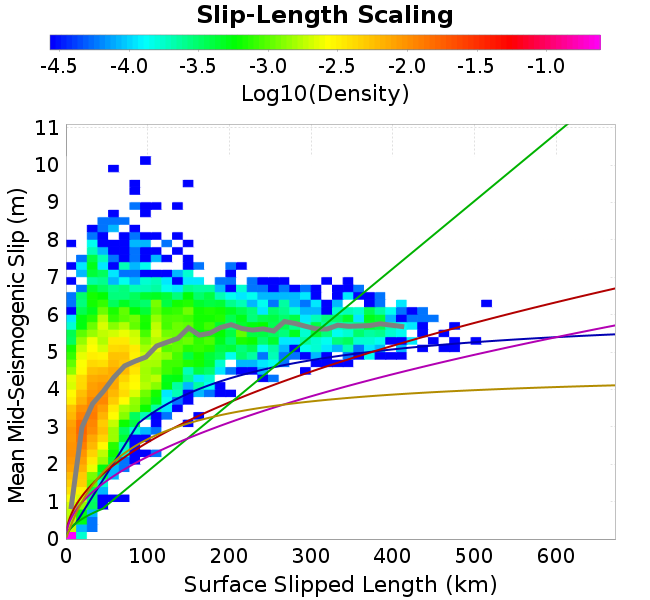 Slip-Length Scaling
-4.5 -4.0 -3.5 -3.0 -2.5 -2.0 -1.5 -1.0
Log10(Density)
11
10
9
8
7
6
5
4
3
2
1
0
Mean Mid-Seismogenic Slip (m)
0 100 200 300 400 500 600
Surface Slipped Length (km)